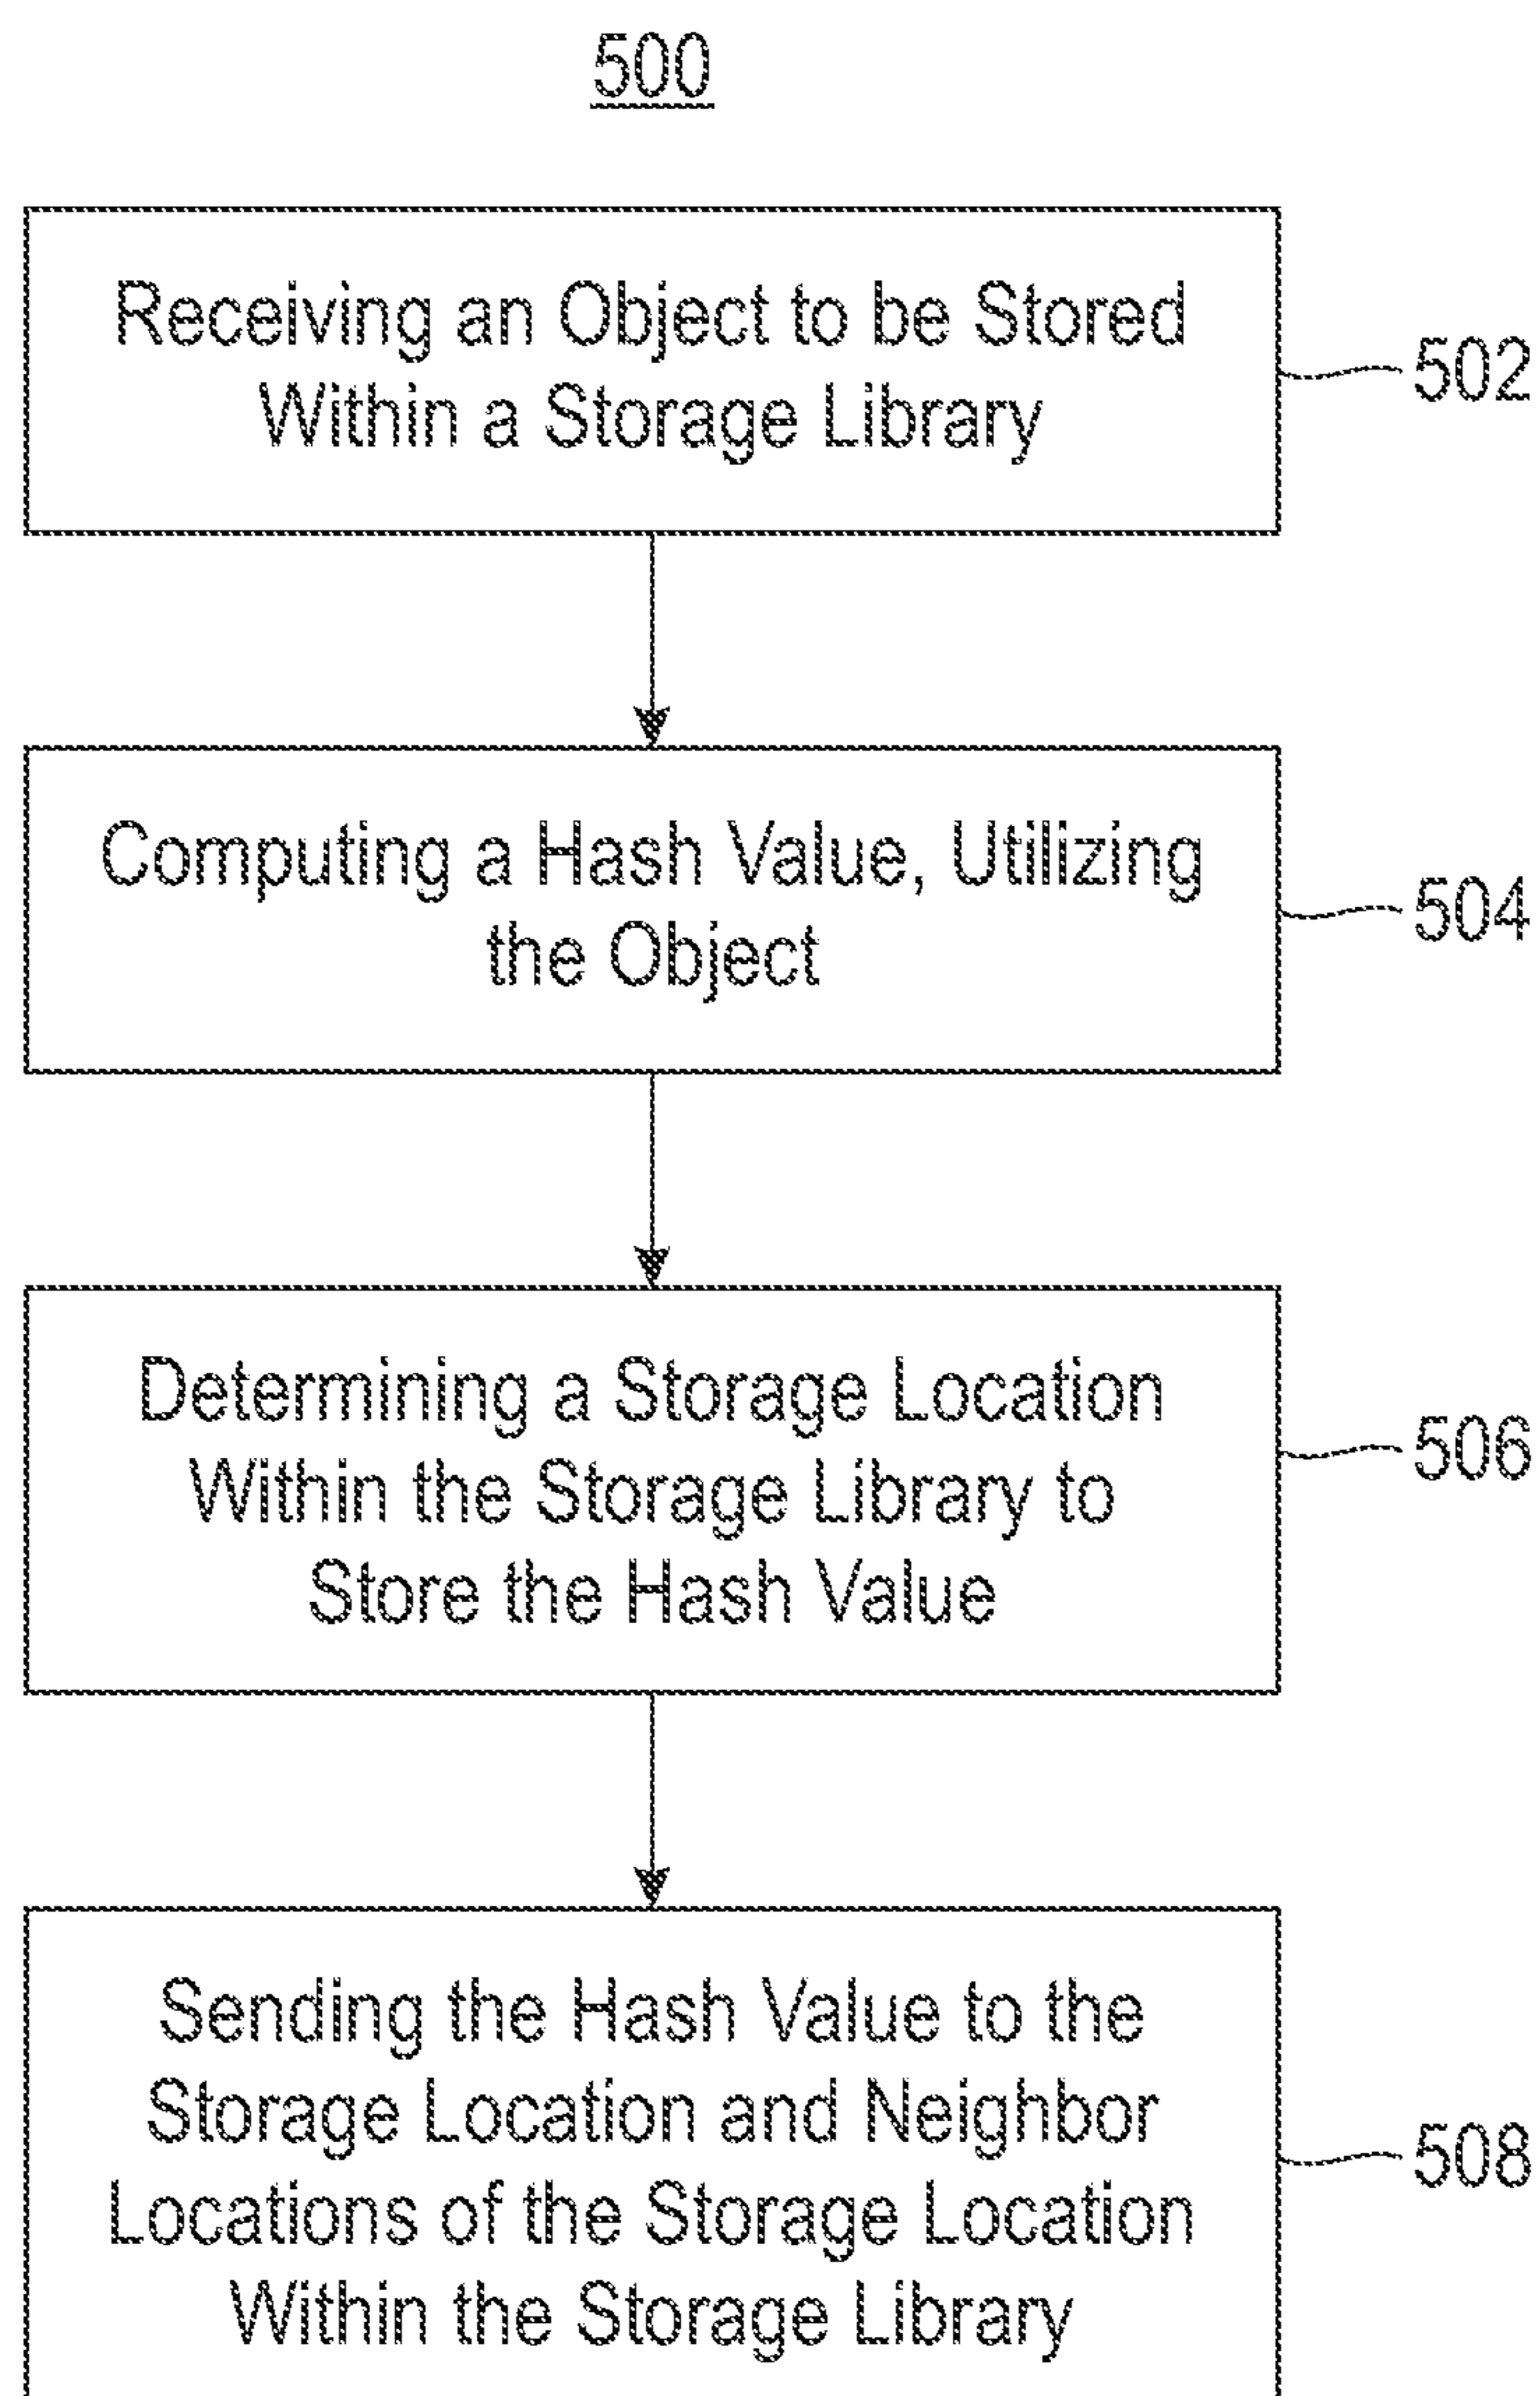 500
Receiving an Object to be Stored
Within a Storage Library
502
Computing a Hash Value, Utilizing
the Object
504
Determining a Storage Location
Within the Storage Library to
Store the Hash Value
506
Sending the Hash Value to the
Storage Location and Neighbor
Locations of the Storage Location
Within the Storage Library
508